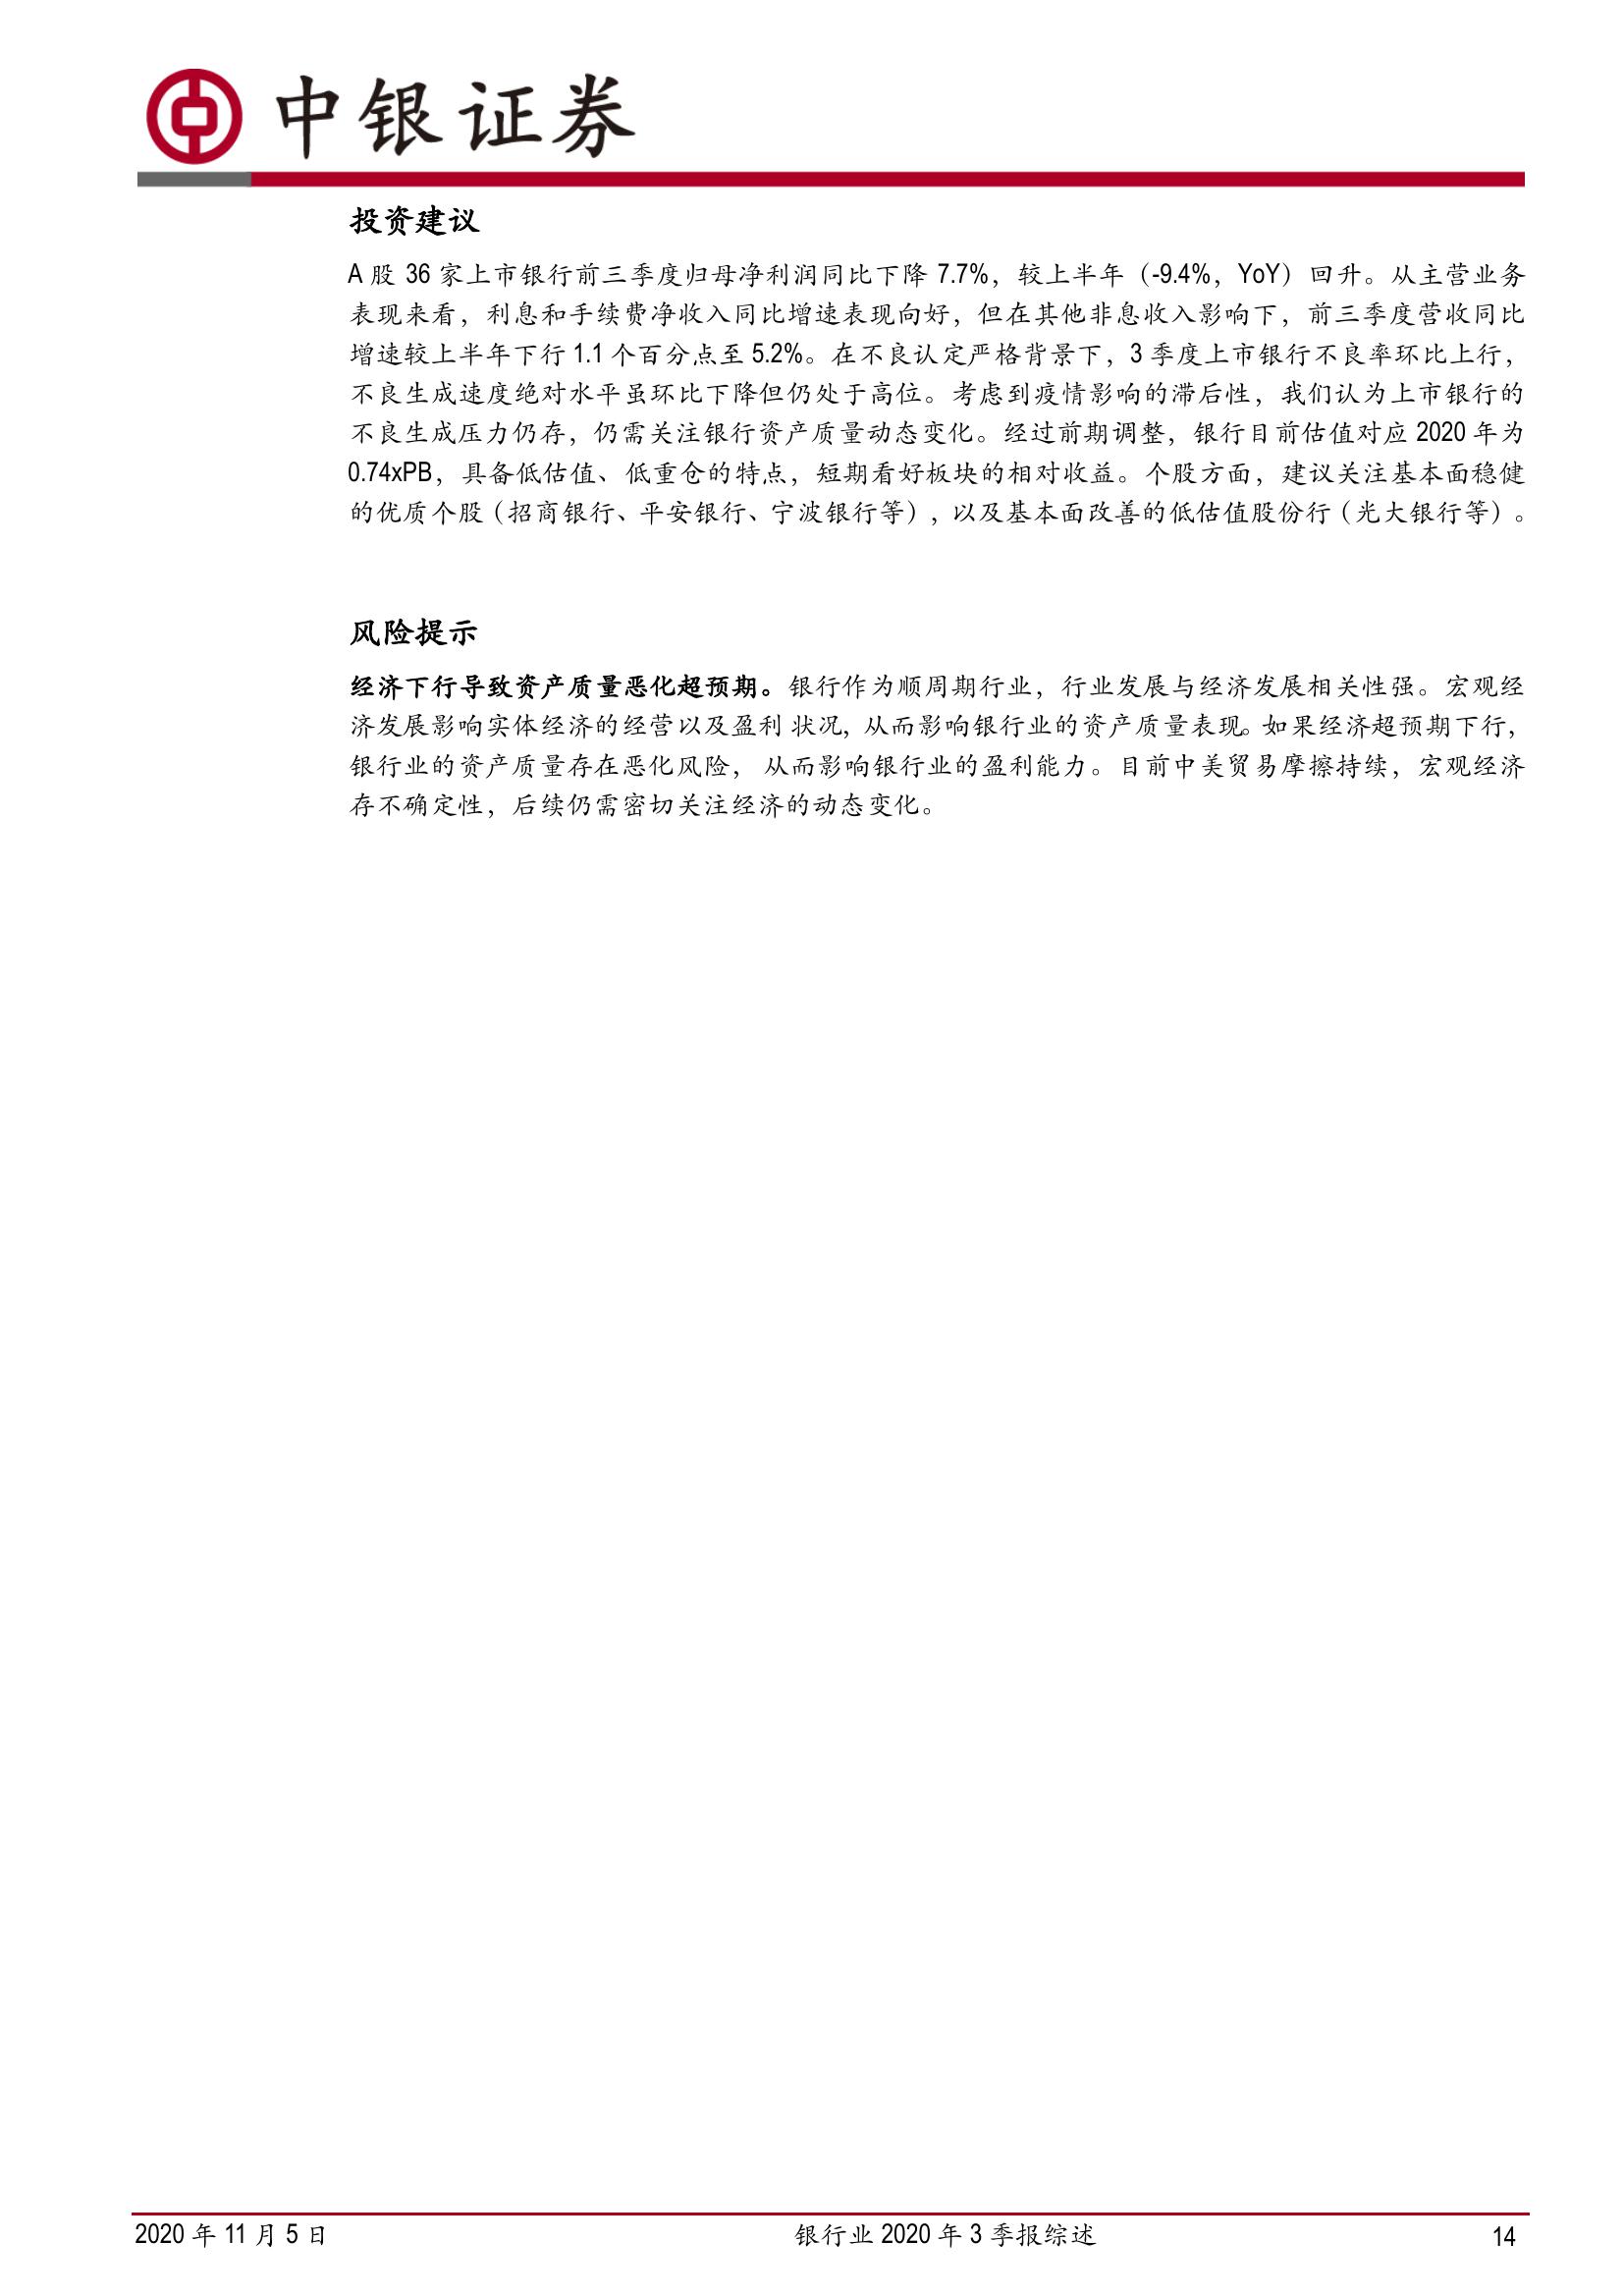 中银证券
投资建议
A 股 36 家上市银行前三季度归母净利润同比下降 7.7%，较上半年（-9.4%，YoY）回升。从主营业务
表现来看，利息和手续费净收入同比增速表现向好，但在其他非息收入影响下，前三季度营收同比
增速较上半年下行 1.1 个百分点至 5.2%。在不良认定严格背景下，3 季度上市银行不良率环比上行，
不良生成速度绝对水平虽环比下降但仍处于高位。考虑到疫情影响的滞后性，我们认为上市银行的
不良生成压力仍存，仍需关注银行资产质量动态变化。经过前期调整，银行目前估值对应 2020 年为
0.74xPB，具备低估值、低重仓的特点，短期看好板块的相对收益。个股方面，建议关注基本面稳健
的优质个股（招商银行、平安银行、宁波银行等），以及基本面改善的低估值股份行（光大银行等）。
风险提示
经济下行导致资产质量恶化超预期。银行作为顺周期行业，行业发展与经济发展相关性强。宏观经
济发展影响实体经济的经营以及盈利 状况，从而影响银行业的资产质量表现。如果经济超预期下行，
银行业的资产质量存在恶化风险， 从而影响银行业的盈利能力。目前中美贸易摩擦持续，宏观经济
存不确定性，后续仍需密切关注经济的动态变化。
2020 年 11 月 5 日 银行业 2020 年 3 季报综述 14